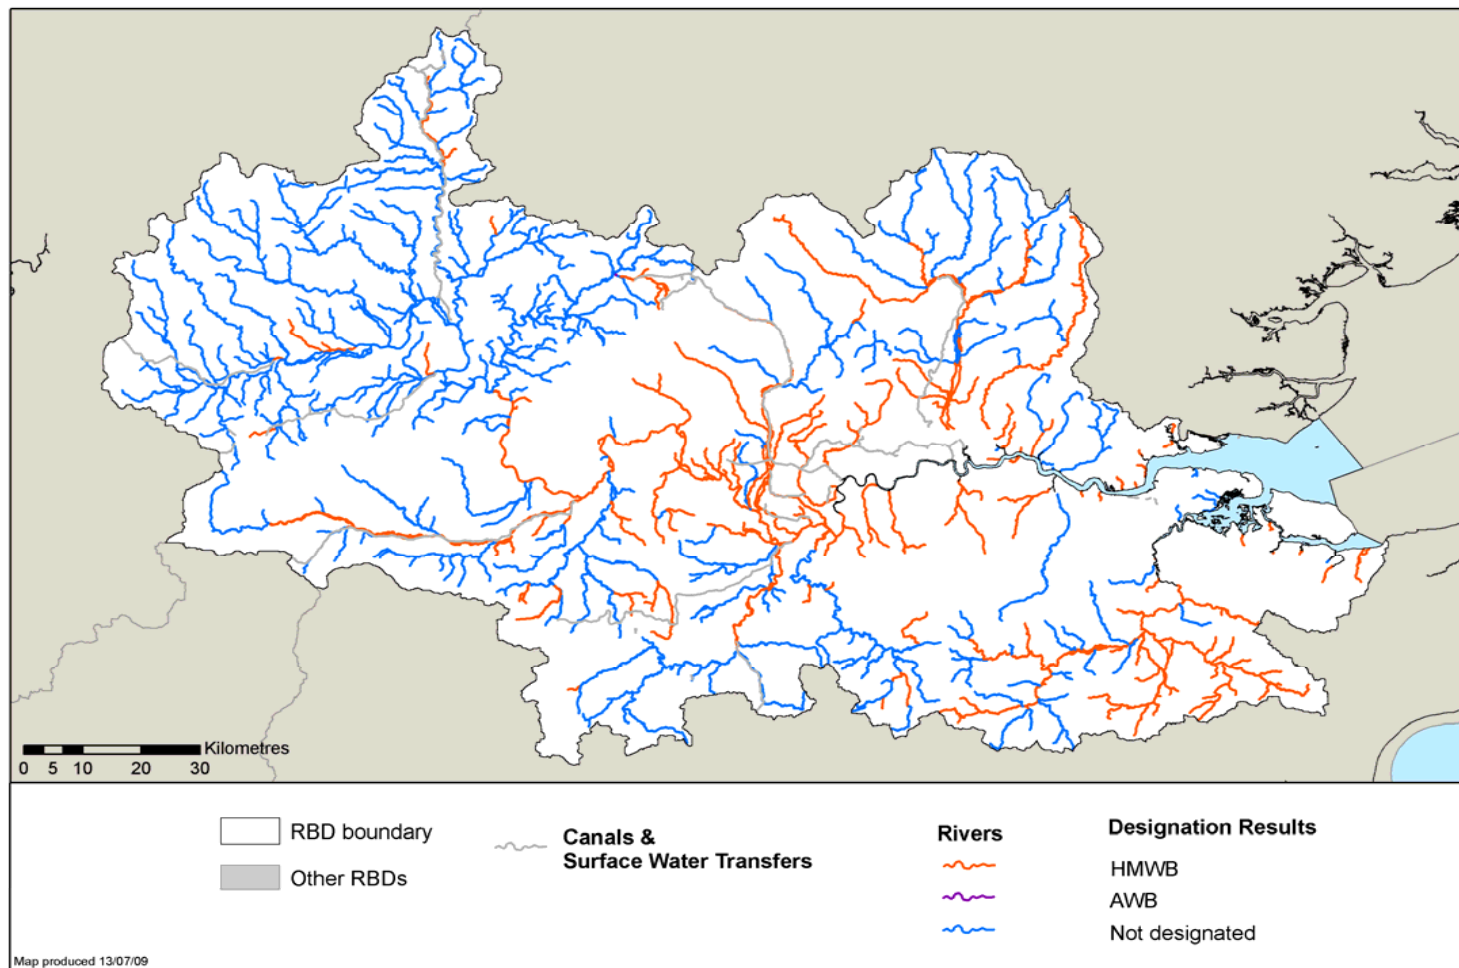 Kilometres
0 5 10 20 30
RBD boundary
Other RBDs
Canals &
Surface Water Transfers
Rivers
Designation Results
HMWB
AWB
Not designated
Map produced 13/07/09